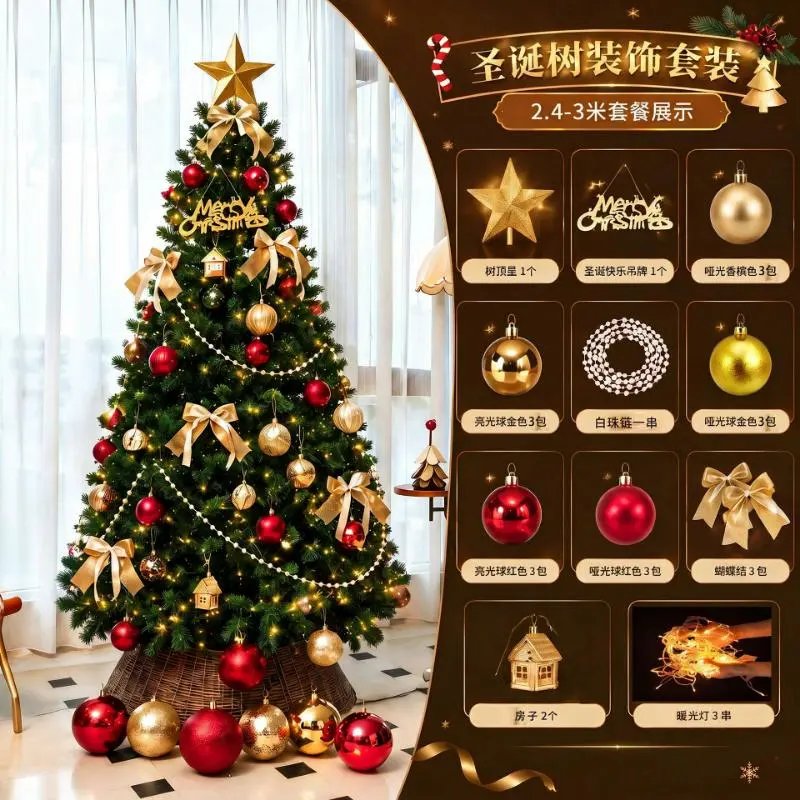 圣诞树装饰套装
2.4-3米套餐展示
Merry
Christmas
Merry
Christmas
树顶星 1个
圣诞快乐吊牌 1个
哑光香槟色3包
亮光球金色3包
白珠链一串
哑光球金色3包
亮光球红色 3包
哑光球红色 3包
蝴蝶结 3包
房子 2个
暖光灯 3 串